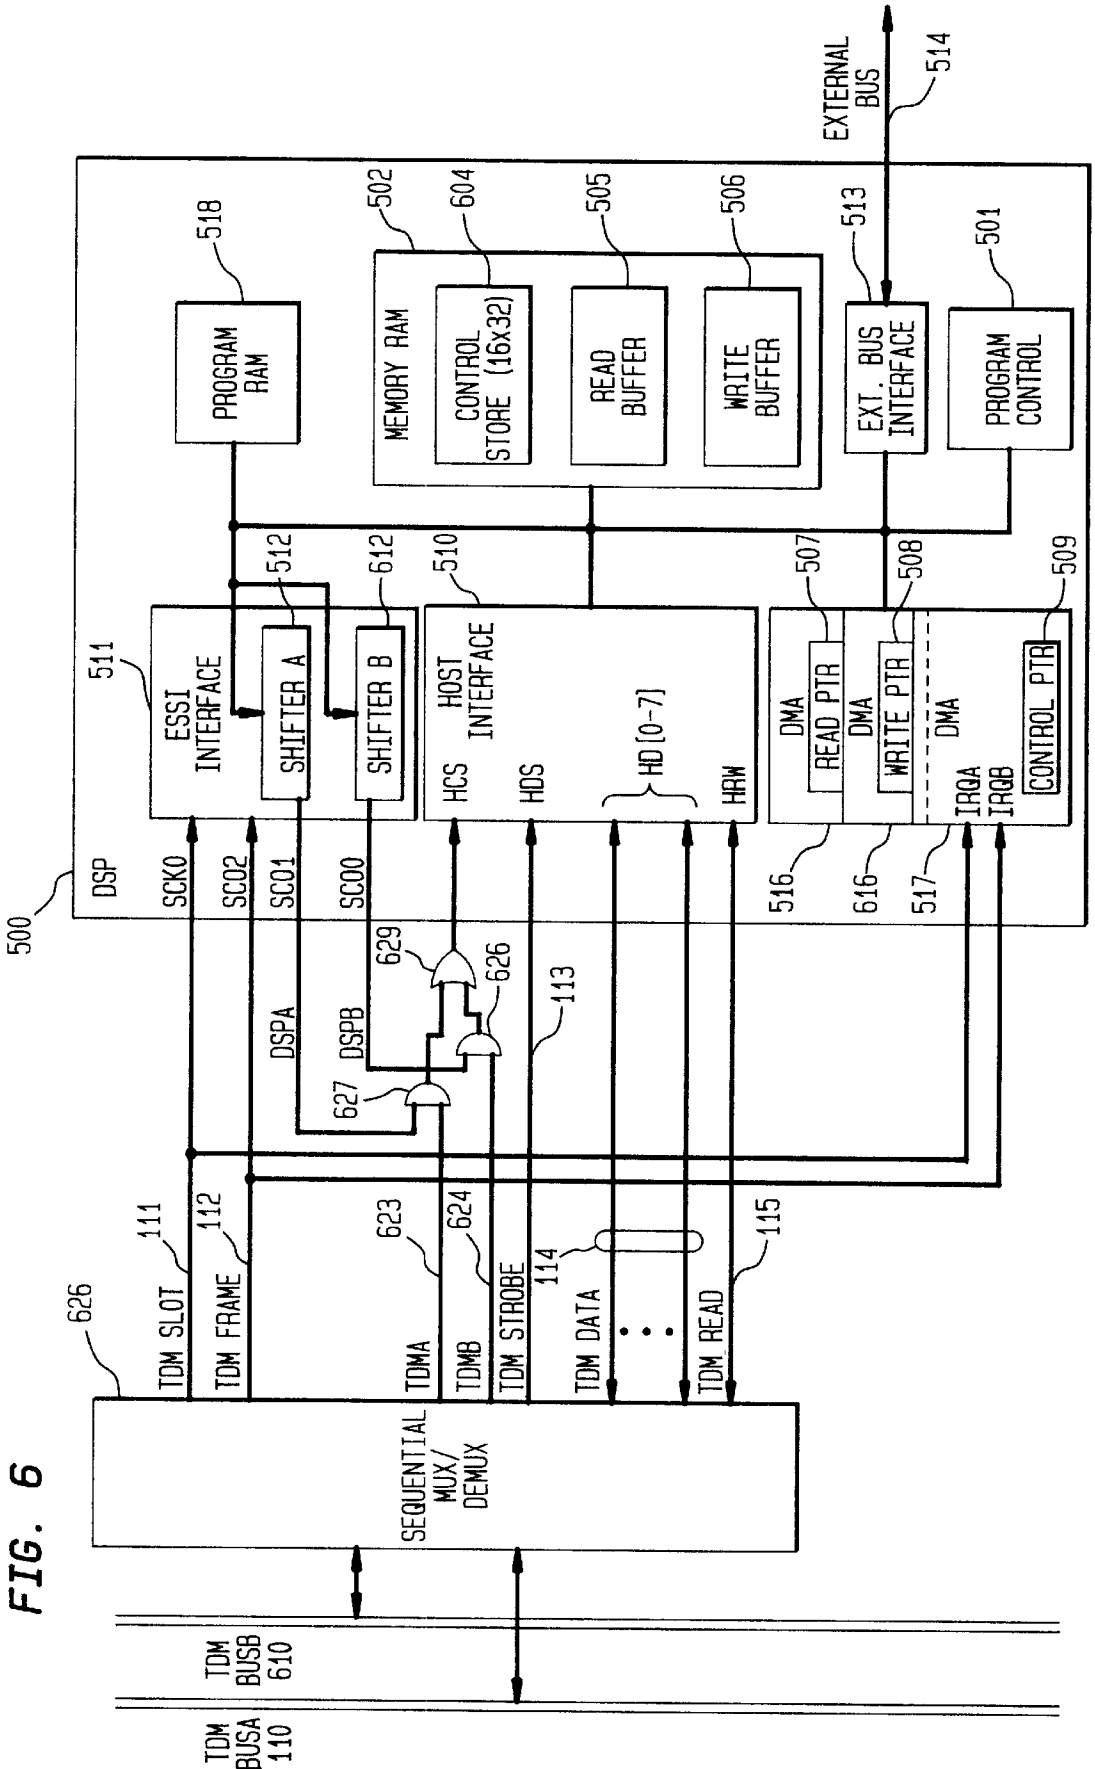 FIG. 6
TDM
BUSA
110
TDM
BUSB
610
626
SEQUENTIAL
MUX/
DEMUX
TDM SLOT
111
TDM FRAME
112
TDMA
623
TDMB
624
TDM STROBE
113
TDM DATA
114
TDM READ
115
DSPA
DSPB
627
626
629
500
DSP
SCK0
SC02
SC01
SC00
511
ESSI
INTERFACE
SHIFTER A
512
SHIFTER B
612
HOST
INTERFACE
510
HCS
HDS
HD[0-7]
HRW
DMA
READ PTR
507
DMA
WRITE PTR
508
DMA
IRQA
IRQB
CONTROL PTR
509
516
616
517
PROGRAM
RAM
518
MEMORY RAM
502
CONTROL
STORE (16x32)
604
READ
BUFFER
505
WRITE
BUFFER
506
EXT. BUS
INTERFACE
513
PROGRAM
CONTROL
501
EXTERNAL
BUS
514